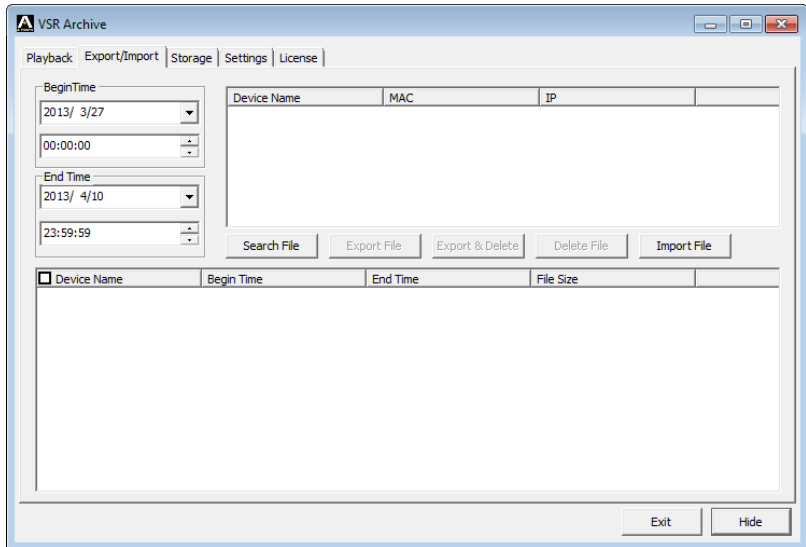 VSR Archive
Playback Export/Import Storage Settings License
BeginTime
2013/ 3/27
00:00:00
End Time
2013/ 4/10
23:59:59
Device Name MAC IP
Search File Export File Export & Delete Delete File Import File
Device Name Begin Time End Time File Size
Exit Hide